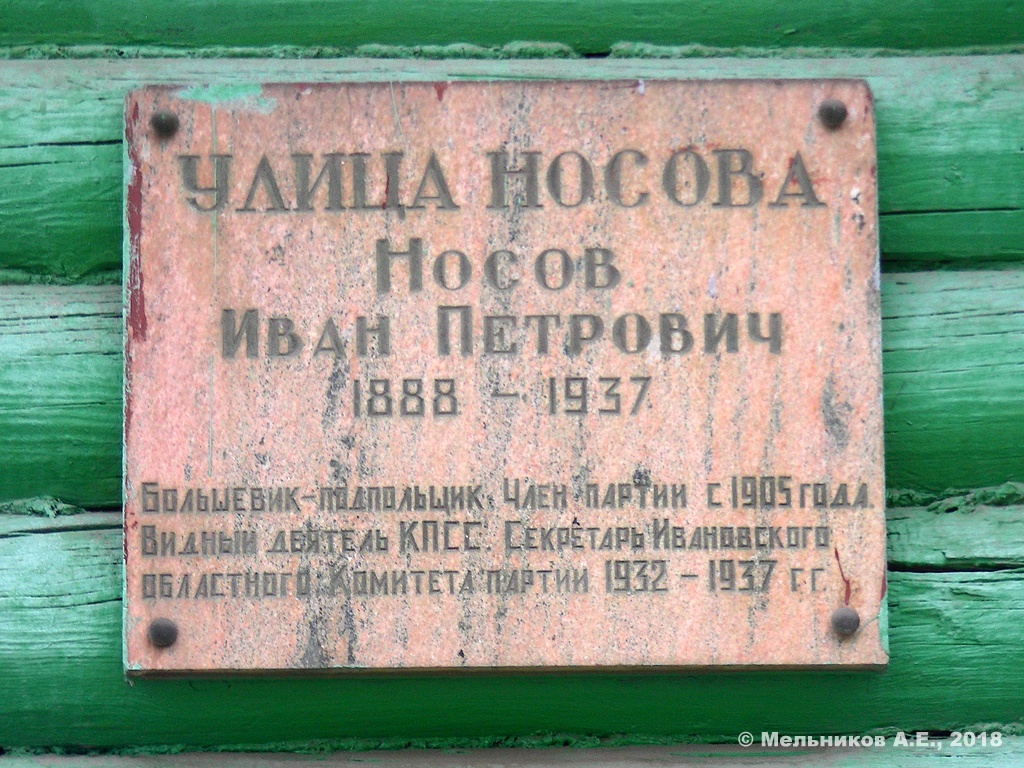 Улица Носова
Носов
Иван Петрович
1888 - 1937
Большевик-подпольщик. Член партии с 1905 года.
Видный деятель КПСС. Секретарь Ивановского
областного Комитета партии 1932 - 1937 г.г.
© Мельников А.Е., 2018